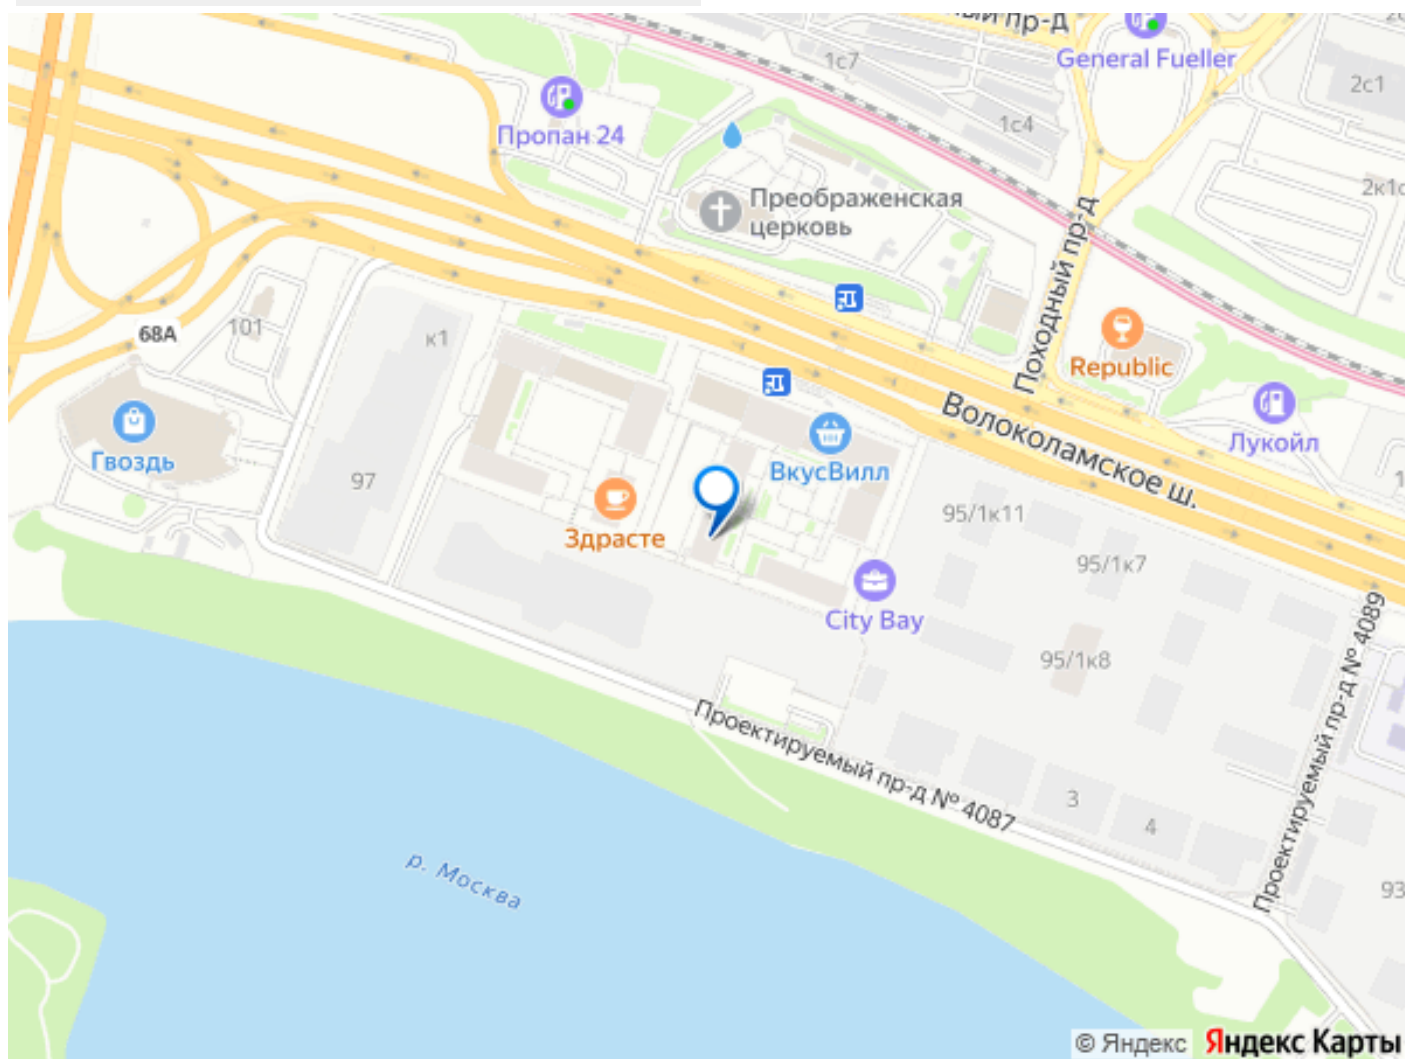 1с7
General Fueller
2с1
1с4
Пропан 24
2к1с
Преображенская
церковь
Походный пр-д
68А
101
к1
Republic
Волоколамское ш.
Лукойл
Гвоздь
97
ВкусВилл
Здрасте
95/1к11
95/1к7
City Bay
95/1к8
Проектируемый пр-д № 4089
Проектируемый пр-д № 4087
3
4
93
р. Москва
© Яндекс Яндекс Карты